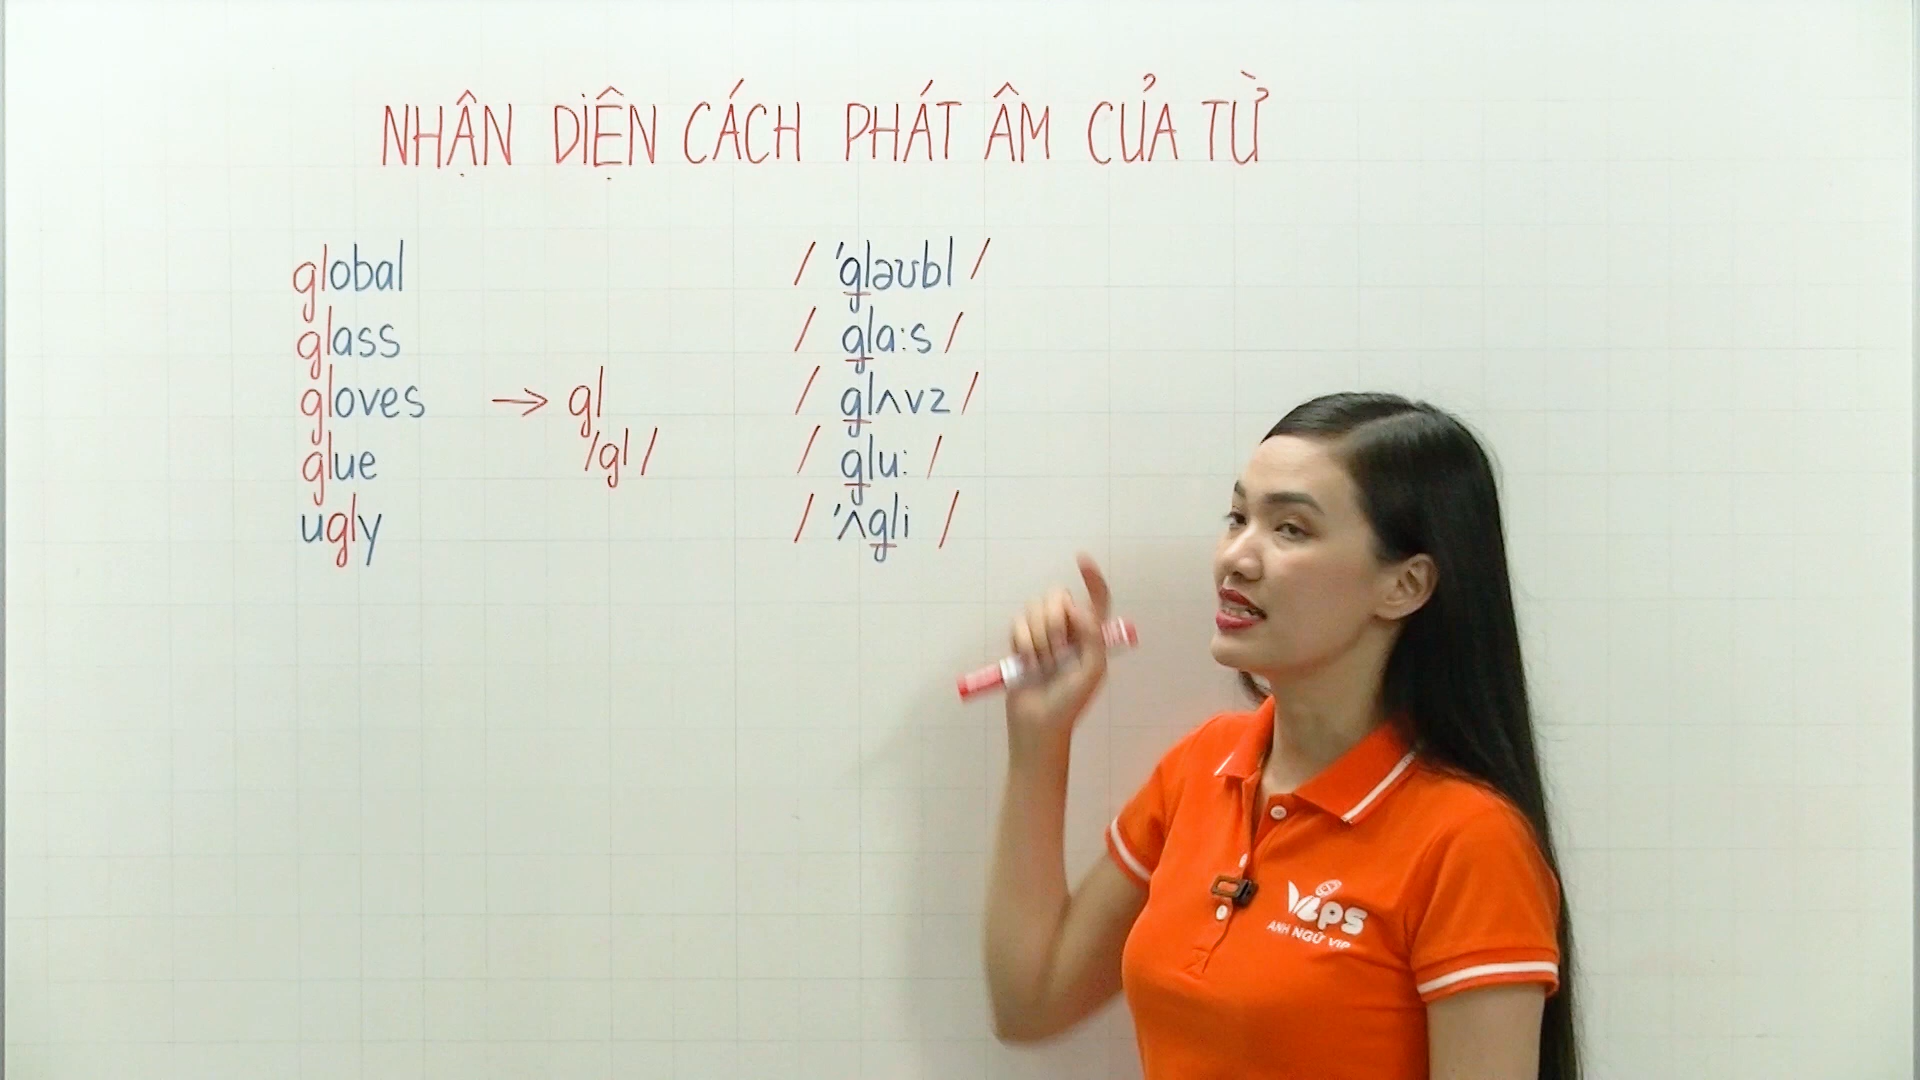 NHẬN DIỆN CÁCH PHÁT ÂM CỦA TỪ
global / 'gləʊbl /
glass / gla:s /
gloves → gl / glʌvz /
/gl/
glue / glu: /
ugly / 'ʌgli /
VIPS
ANH NGỮ VIP